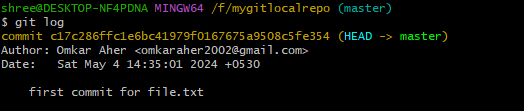 shree@DESKTOP-NF4PDNA MINGW64 /f/mygitlocalrepo (master)
$ git log
commit c17c286ffc1e6bc41979f0167675a9508c5fe354 (HEAD -> master)
Author: Omkar Aher <omkaraher2002@gmail.com>
Date:   Sat May 4 14:35:01 2024 +0530
    first commit for file.txt